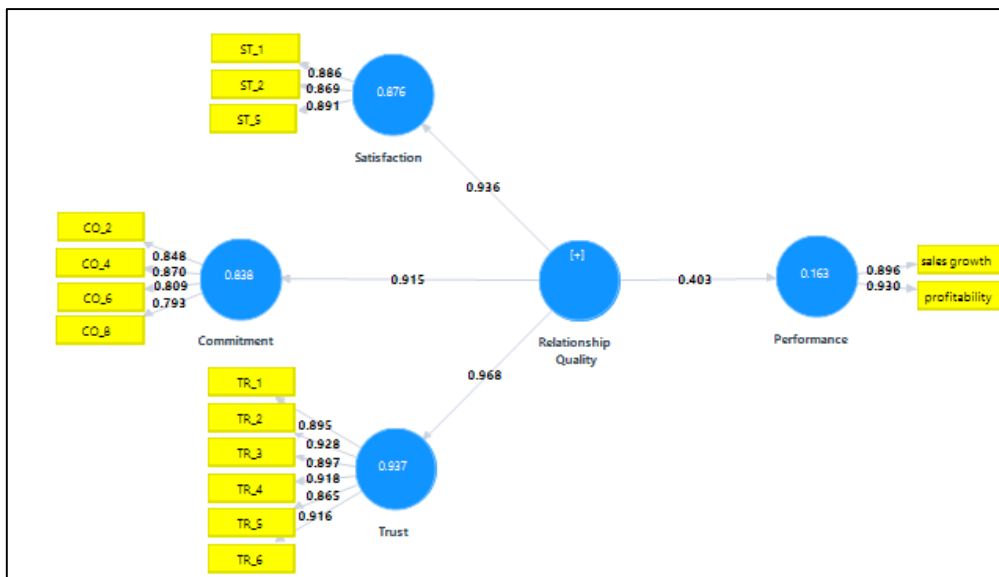 ST_1
0.886
ST_2
0.869
ST_5
0.891
0.876
Satisfaction
0.936
CO_2
0.848
CO_4
0.870
CO_6
0.809
CO_8
0.793
0.838
Commitment
0.915
[+]
Relationship
Quality
0.403
0.163
Performance
0.896
sales growth
0.930
profitability
0.968
TR_1
0.895
TR_2
0.928
TR_3
0.897
TR_4
0.918
TR_5
0.865
TR_6
0.916
0.937
Trust